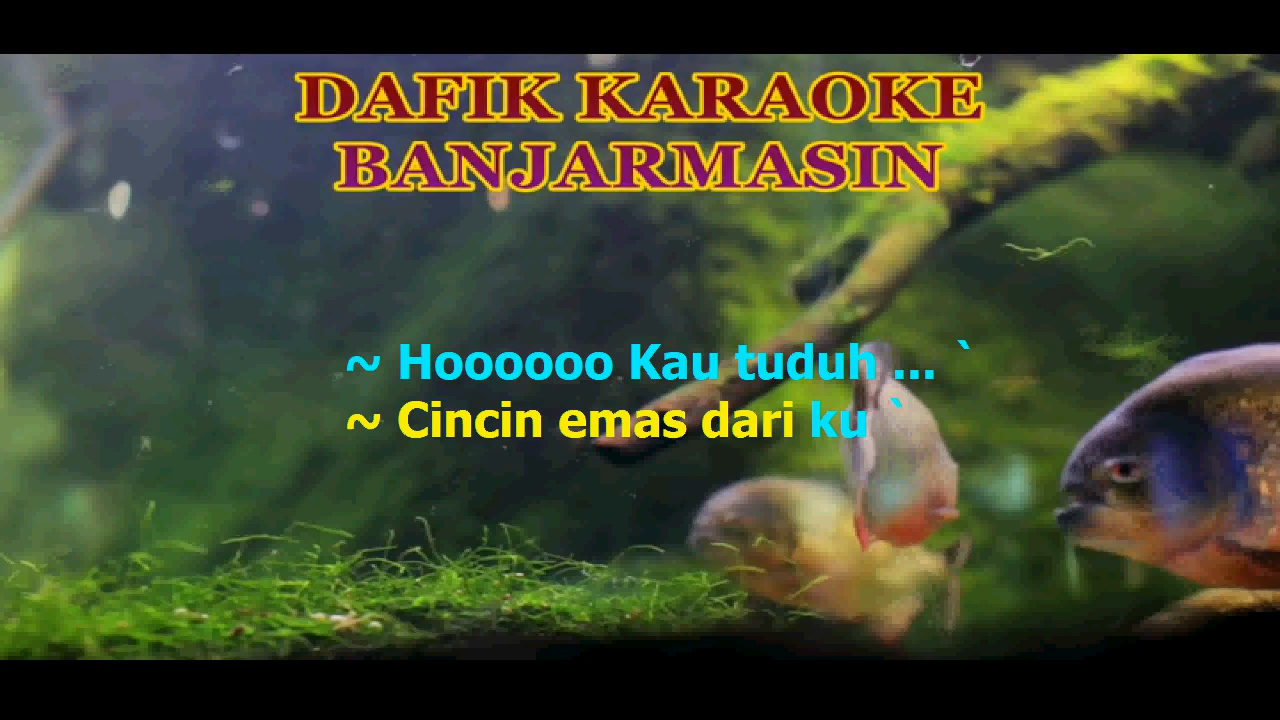 DAFIK KARAOKE
BANJARMASIN
~ Hoooooo Kau tuduh ... `
~ Cincin emas dari ku `